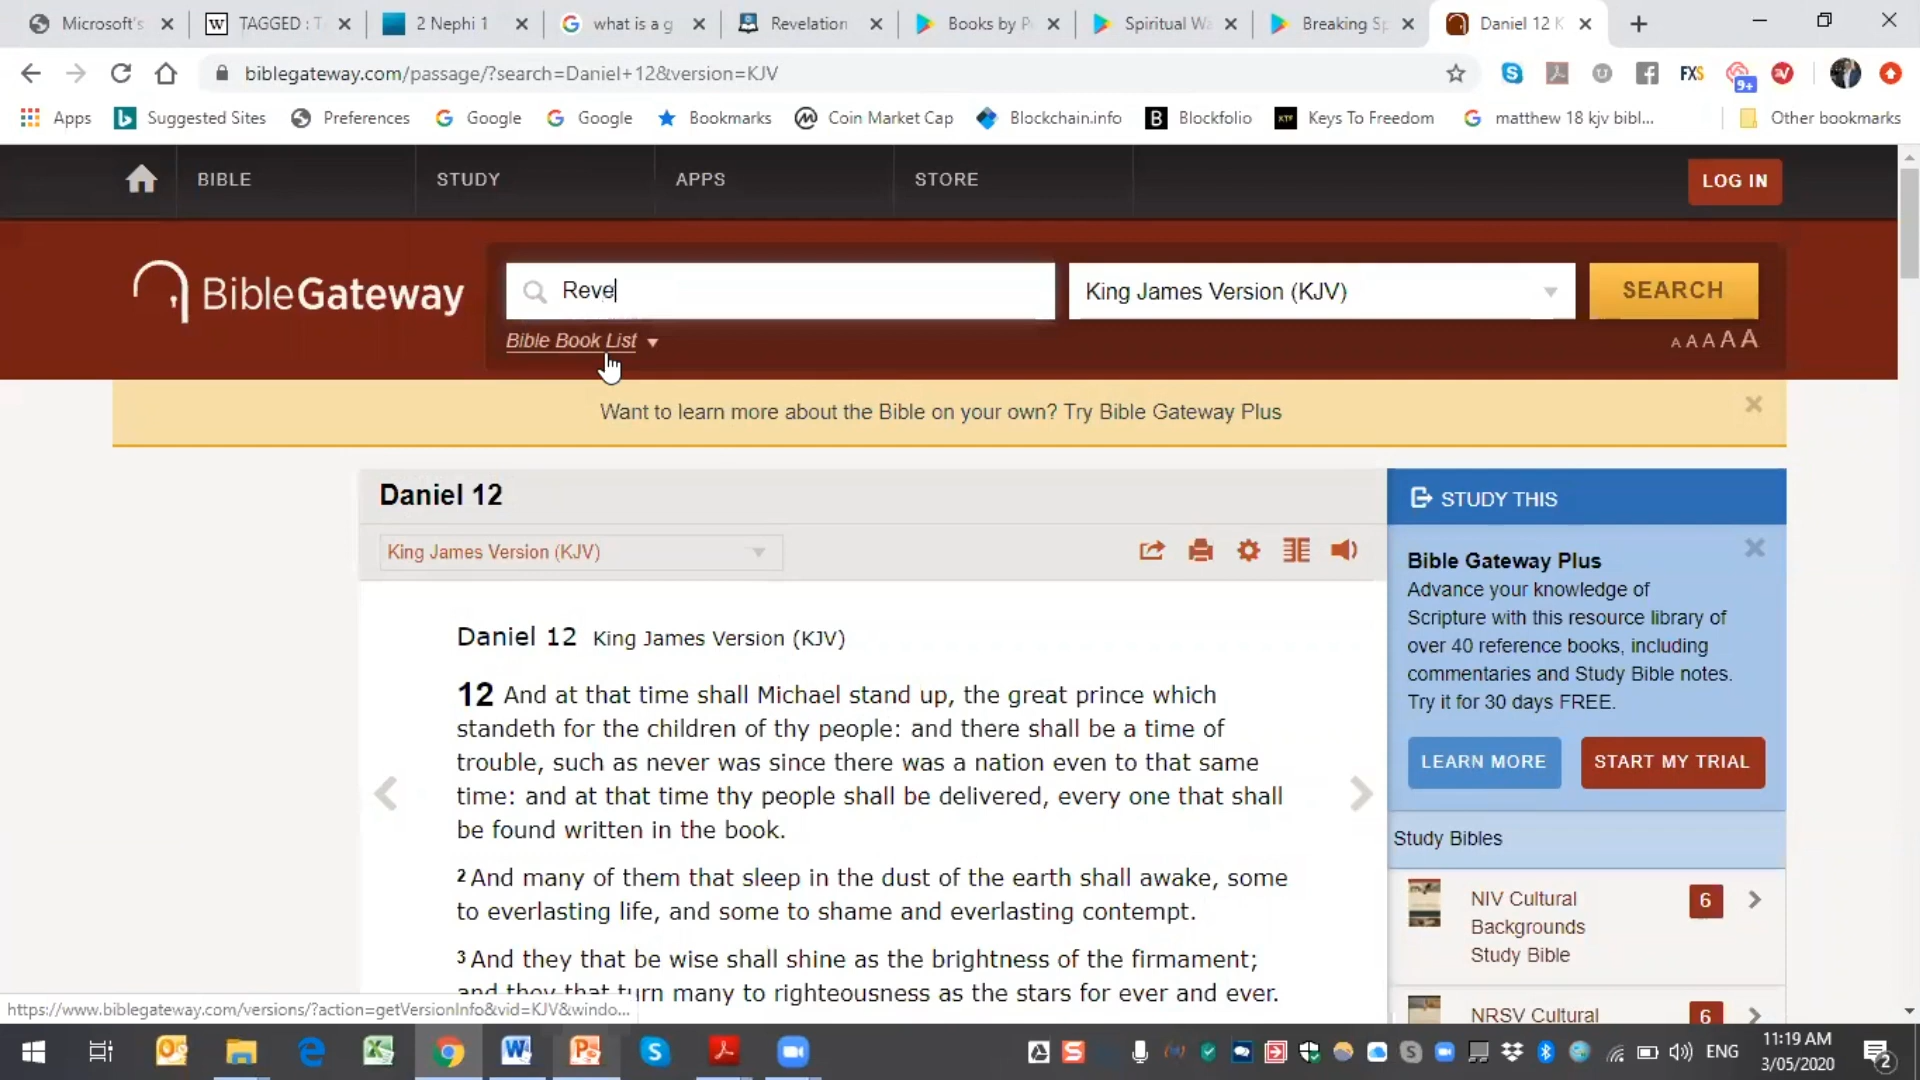 Microsoft's
TAGGED : T
2 Nephi 1
what is a g
Revelation
Books by P
Spiritual Wa
Breaking Sp
Daniel 12 K
biblegateway.com/passage/?search=Daniel+12&version=KJV
FXS
9+
Apps
Suggested Sites
Preferences
Google
Google
Bookmarks
Coin Market Cap
Blockchain.info
Blockfolio
Keys To Freedom
matthew 18 kjv bibl...
Other bookmarks
BIBLE
STUDY
APPS
STORE
LOG IN
BibleGateway
Reve
King James Version (KJV)
SEARCH
Bible Book List
A A A A A
Want to learn more about the Bible on your own? Try Bible Gateway Plus
Daniel 12
King James Version (KJV)
Daniel 12 King James Version (KJV)
12 And at that time shall Michael stand up, the great prince which
standeth for the children of thy people: and there shall be a time of
trouble, such as never was since there was a nation even to that same
time: and at that time thy people shall be delivered, every one that shall
be found written in the book.
2 And many of them that sleep in the dust of the earth shall awake, some
to everlasting life, and some to shame and everlasting contempt.
3 And they that be wise shall shine as the brightness of the firmament;
and they that turn many to righteousness as the stars for ever and ever.
STUDY THIS
Bible Gateway Plus
Advance your knowledge of
Scripture with this resource library of
over 40 reference books, including
commentaries and Study Bible notes.
Try it for 30 days FREE.
LEARN MORE
START MY TRIAL
Study Bibles
NIV Cultural
Backgrounds
Study Bible
6
NRSV Cultural
6
https://www.biblegateway.com/versions/?action=getVersionInfo&vid=KJV&windo...
ENG
11:19 AM
3/05/2020
2